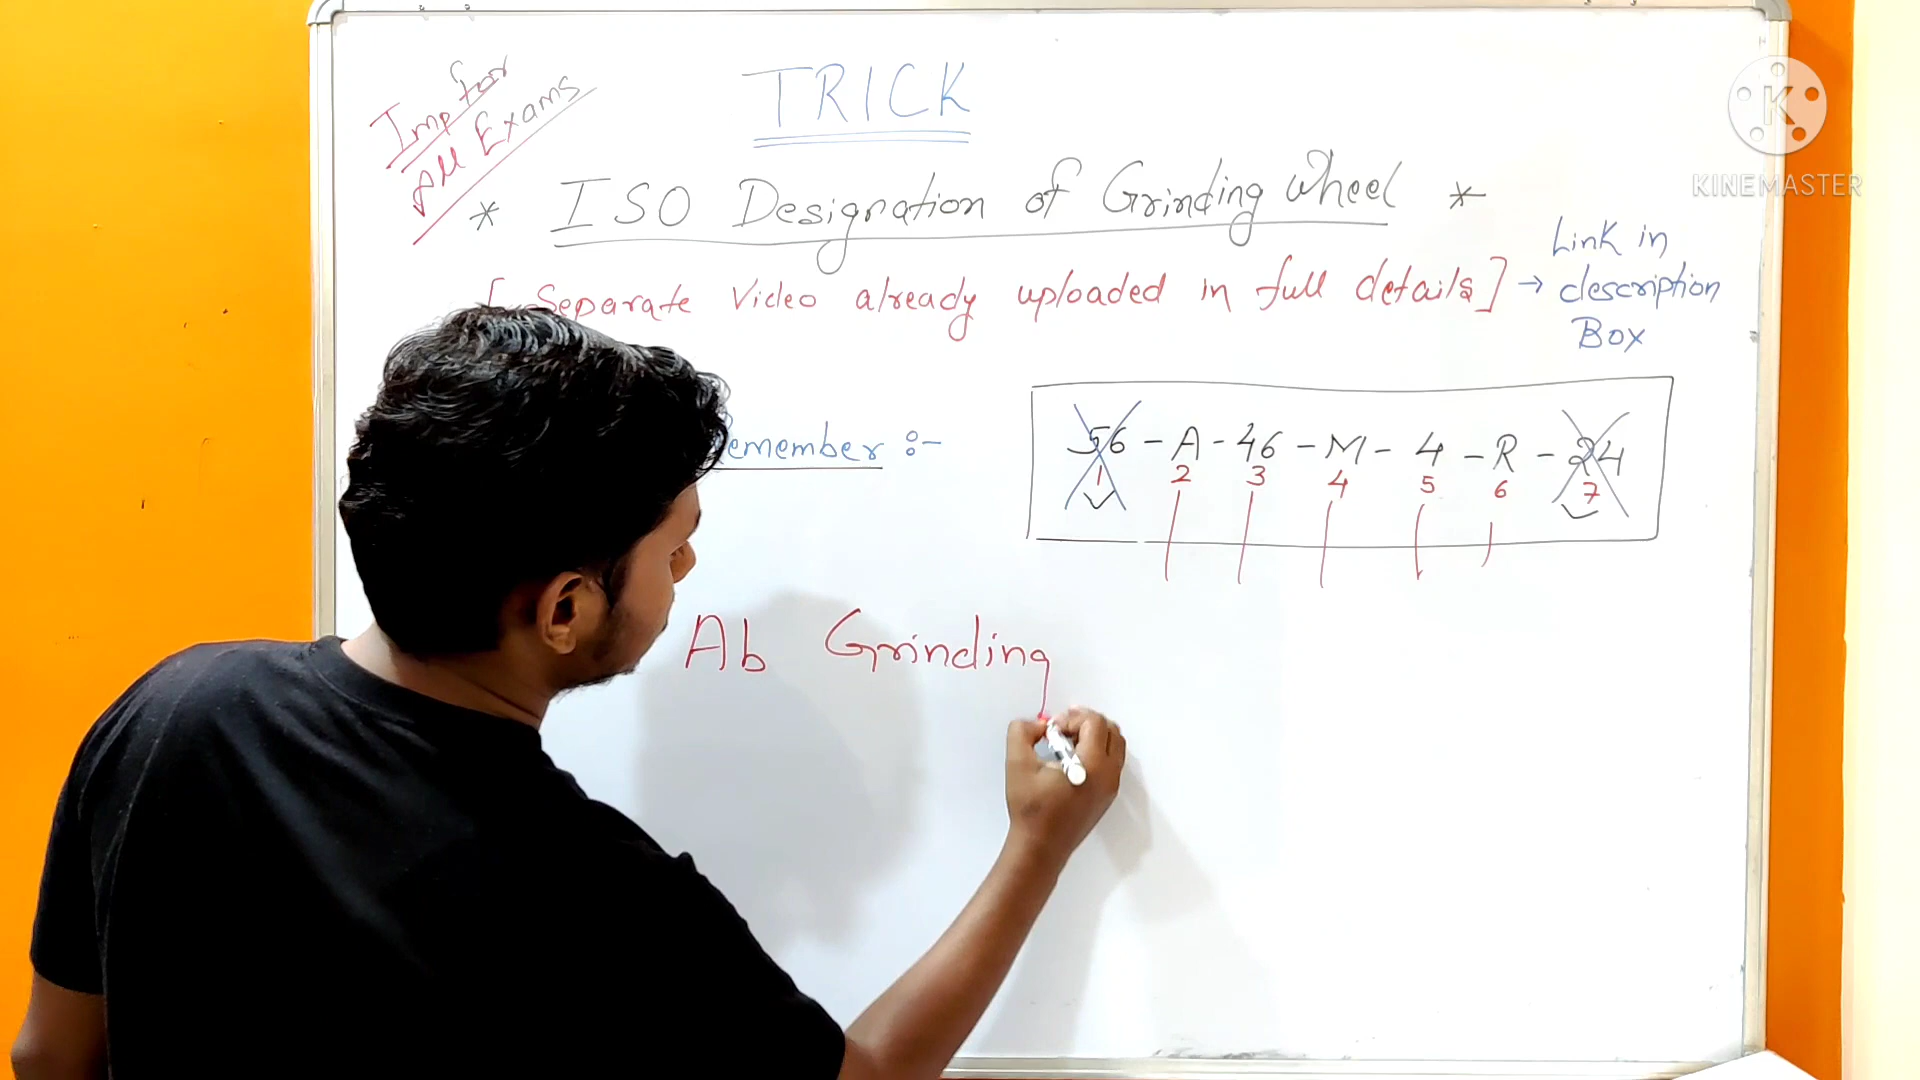 Imp for
All Exams
TRICK
* ISO Designation of Grinding Wheel *
[ Separate Video already uploaded in full details] → Link in
description
Box
emember :-
56 - A - 46 - M - 4 - R - 24
1 2 3 4 5 6 7
Ab Grinding
K
KINEMASTER